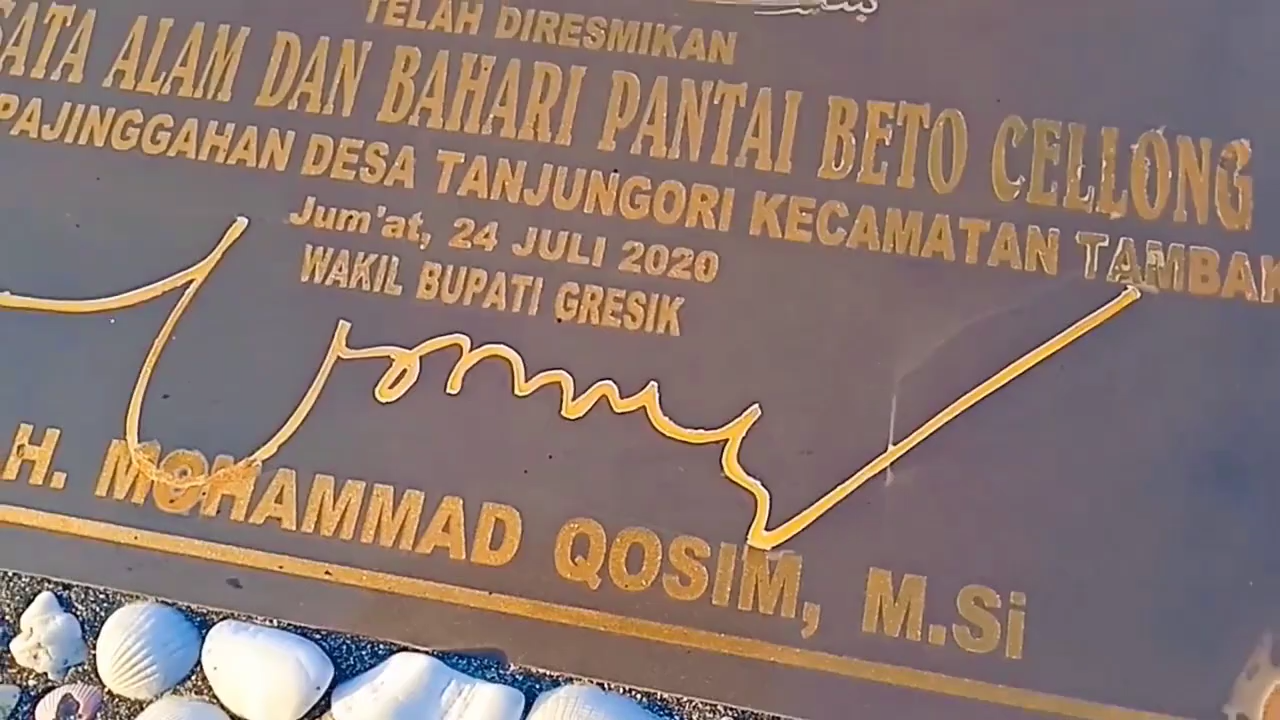 TELAH DIRESMIKAN
SATA ALAM DAN BAHARI PANTAI BETO CELLONG
PAJINGGAHAN DESA TANJUNGORI KECAMATAN TAMBAK
Jum'at, 24 JULI 2020
WAKIL BUPATI GRESIK
H. MOHAMMAD QOSIM, M.Si